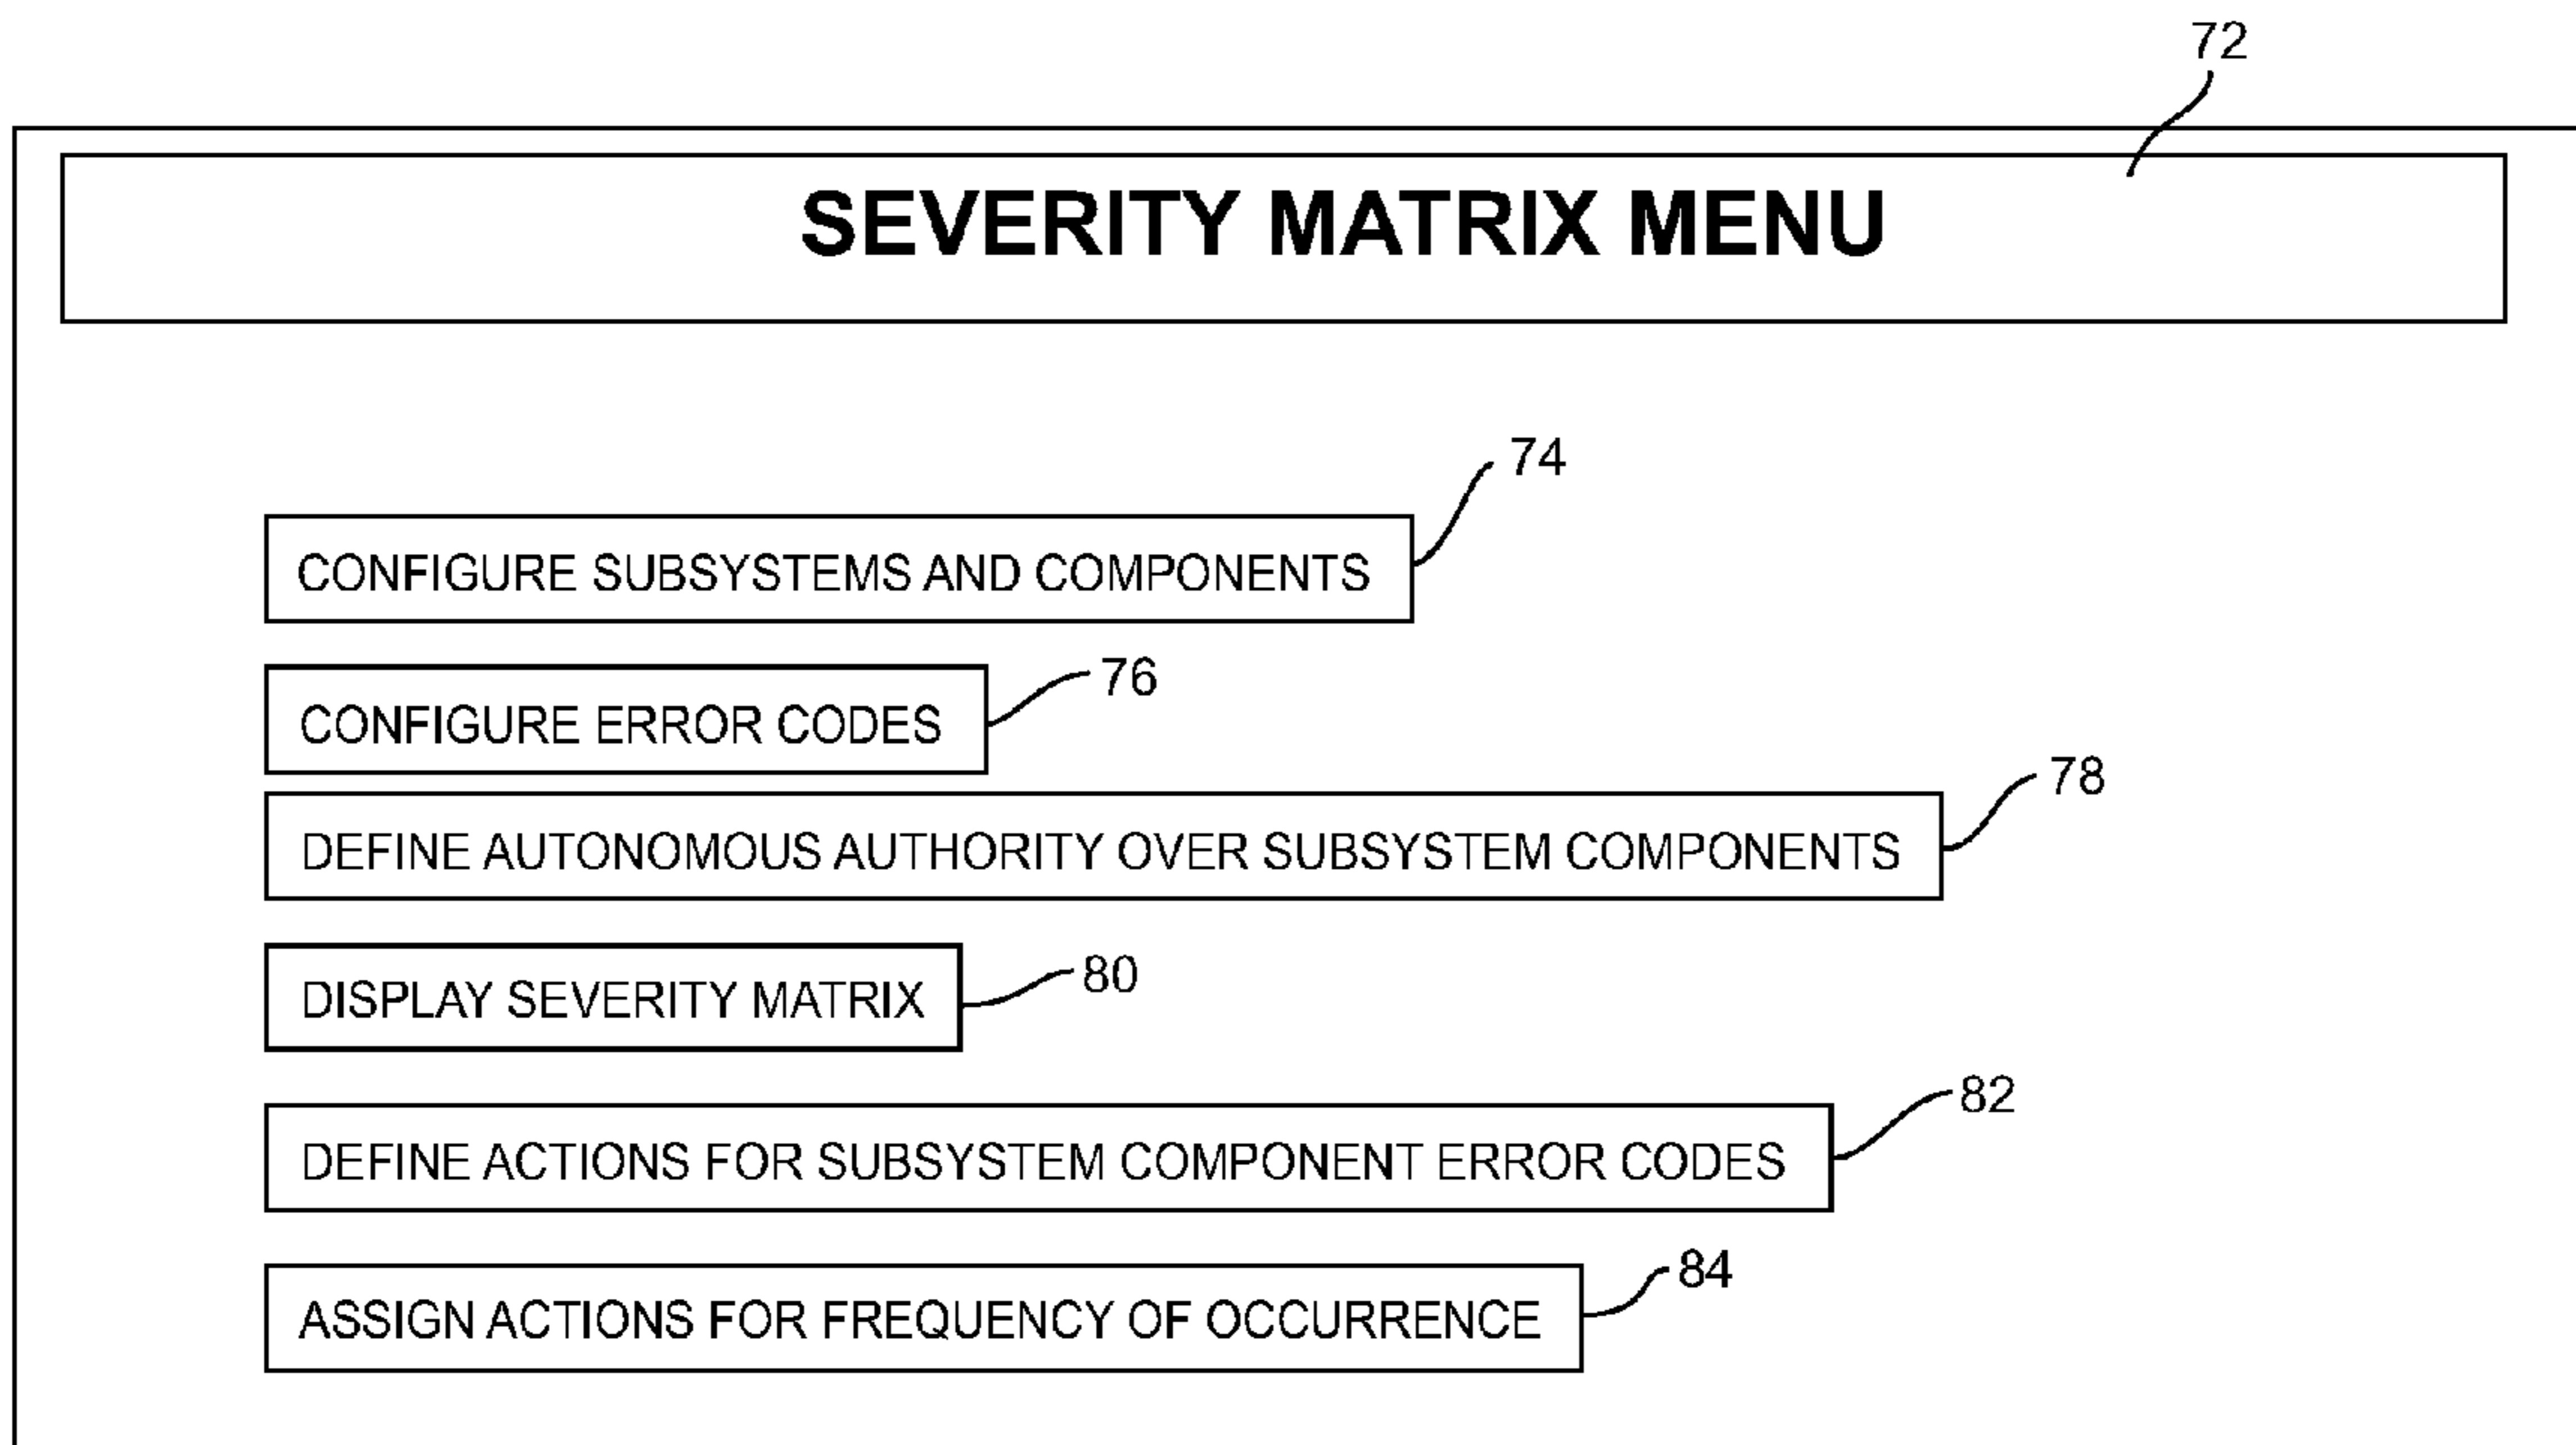 72
SEVERITY MATRIX MENU
74
CONFIGURE SUBSYSTEMS AND COMPONENTS
76
CONFIGURE ERROR CODES
78
DEFINE AUTONOMOUS AUTHORITY OVER SUBSYSTEM COMPONENTS
80
DISPLAY SEVERITY MATRIX
82
DEFINE ACTIONS FOR SUBSYSTEM COMPONENT ERROR CODES
84
ASSIGN ACTIONS FOR FREQUENCY OF OCCURRENCE